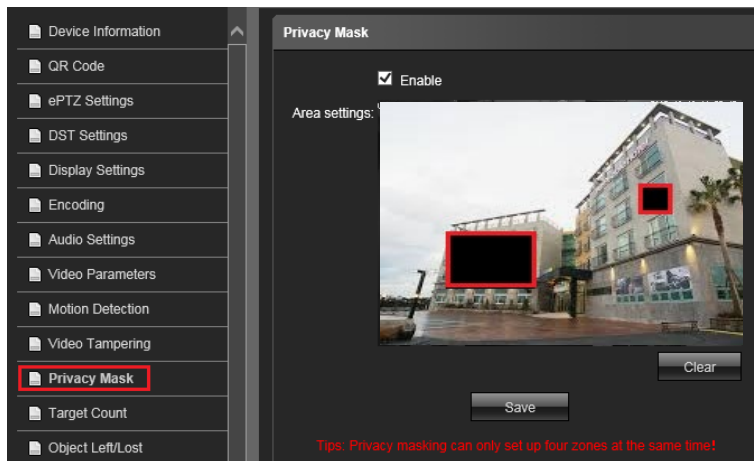 Device Information
QR Code
ePTZ Settings
DST Settings
Display Settings
Encoding
Audio Settings
Video Parameters
Motion Detection
Video Tampering
Privacy Mask
Target Count
Object Left/Lost
Privacy Mask
Enable
Area settings:
Clear
Save
Tips: Privacy masking can only set up four zones at the same time!